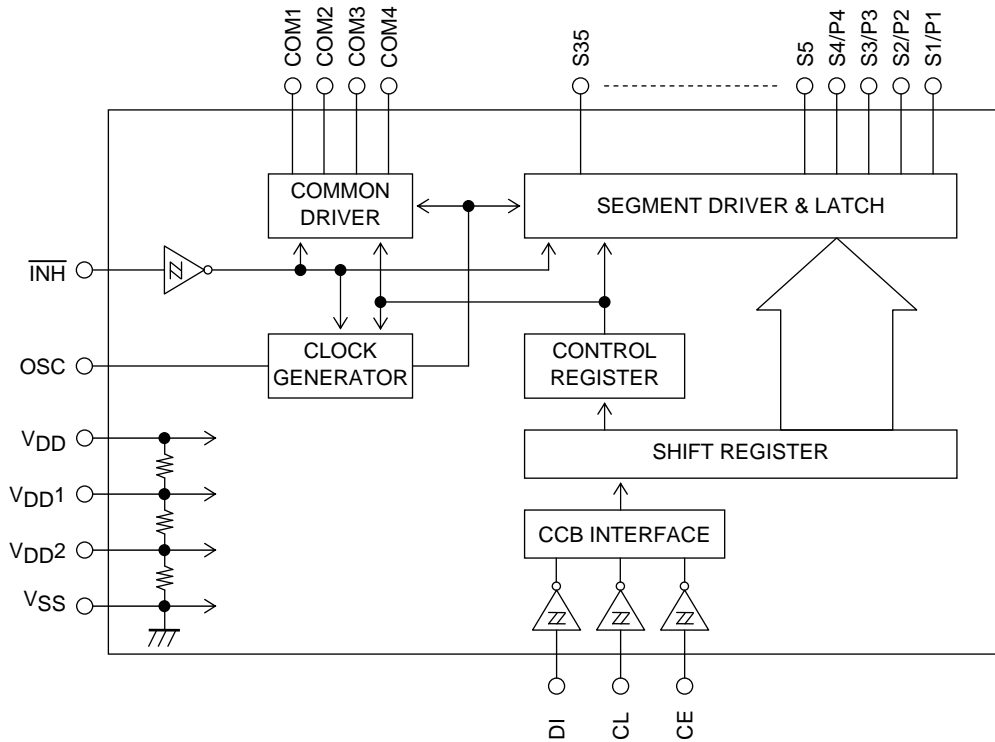 COM1
COM2
COM3
COM4
S35
S5
S4/P4
S3/P3
S2/P2
S1/P1
COMMON
DRIVER
SEGMENT DRIVER & LATCH
INH
OSC
CLOCK
GENERATOR
CONTROL
REGISTER
VDD
SHIFT REGISTER
VDD1
CCB INTERFACE
VDD2
VSS
DI
CL
CE